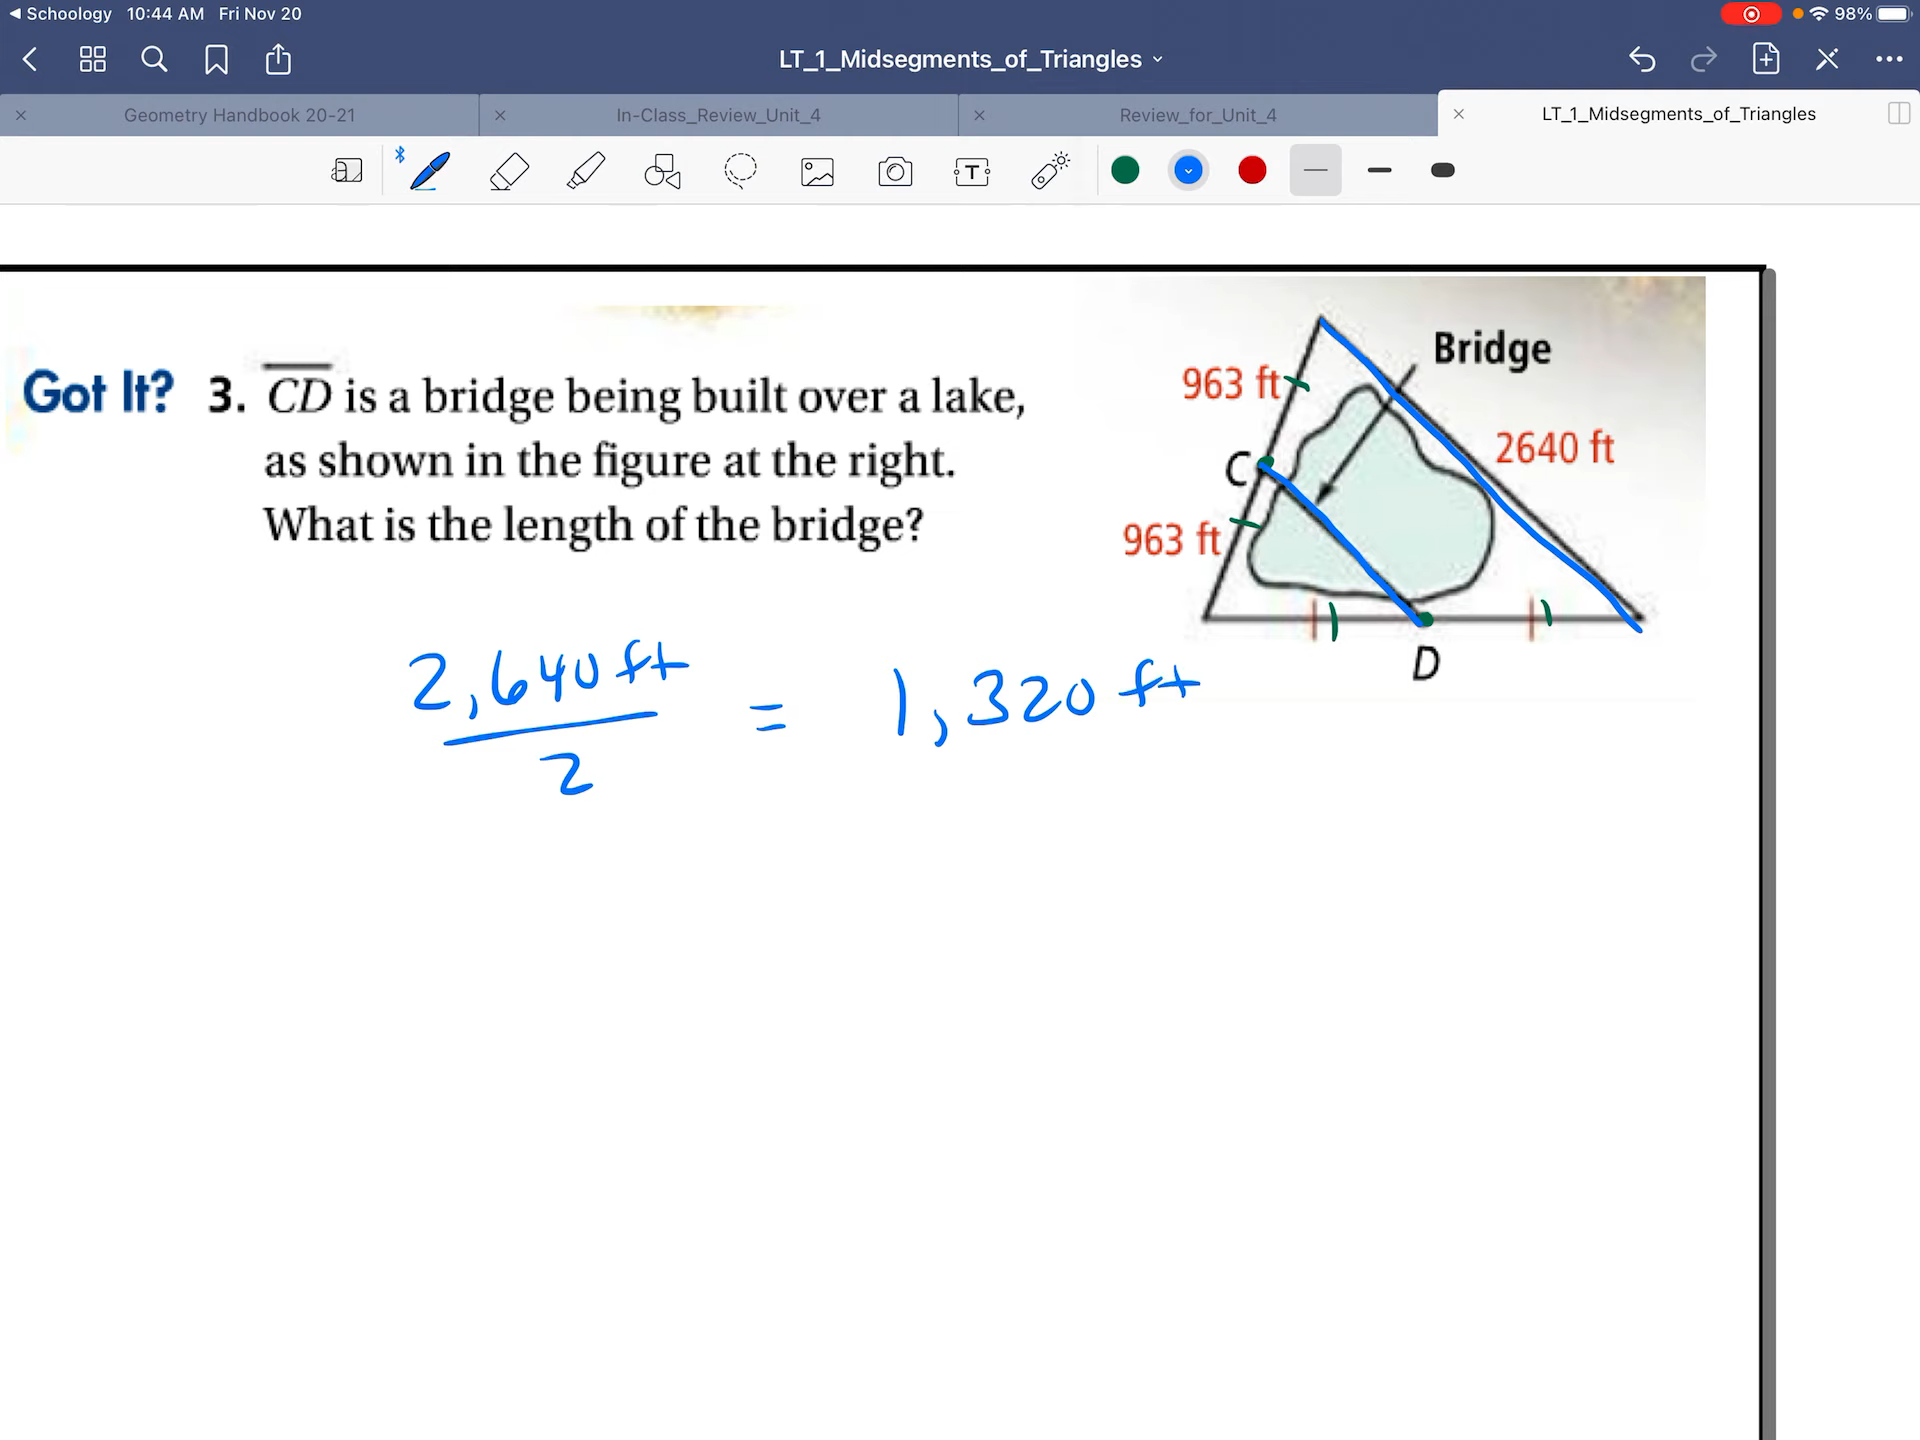 Schoology 10:44 AM Fri Nov 20
98%
LT_1_Midsegments_of_Triangles
Geometry Handbook 20-21
In-Class_Review_Unit_4
Review_for_Unit_4
LT_1_Midsegments_of_Triangles
a
T
Got It? 3. CD is a bridge being built over a lake,
as shown in the figure at the right.
What is the length of the bridge?
Bridge
963 ft
2640 ft
C
963 ft
D
2,640 ft
2
= 1,320 ft